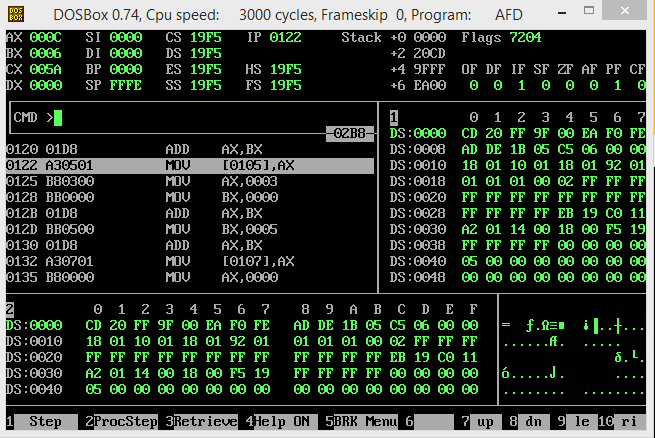 DOSBox 0.74, Cpu speed: 3000 cycles, Frameskip 0, Program: AFD
AX 000C SI 0000 CS 19F5 IP 0122 Stack +0 0000 Flags 7204
BX 0006 DI 0000 DS 19F5 +2 20CD
CX 005A BP 0000 ES 19F5 HS 19F5 +4 9FFF OF DF IF SF ZF AF PF CF
DX 0000 SP FFFE SS 19F5 FS 19F5 +6 EA00 0 0 1 0 0 0 1 0
CMD >
02B8
0120 01D8 ADD AX,BX
0122 A30501 MOV [0105],AX
0125 B80300 MOV AX,0003
0128 BB0000 MOV BX,0000
012B 01D8 ADD AX,BX
012D BB0500 MOV BX,0005
0130 01D8 ADD AX,BX
0132 A30701 MOV [0107],AX
0135 B80000 MOV AX,0000
1 0 1 2 3 4 5 6 7
DS:0000 CD 20 FF 9F 00 EA F0 FE
DS:0008 AD DE 1B 05 C5 06 00 00
DS:0010 18 01 10 01 18 01 92 01
DS:0018 01 01 01 00 02 FF FF FF
DS:0020 FF FF FF FF FF FF FF FF
DS:0028 FF FF FF FF EB 19 C0 11
DS:0030 A2 01 14 00 18 00 F5 19
DS:0038 FF FF FF FF 00 00 00 00
DS:0040 05 00 00 00 00 00 00 00
DS:0048 00 00 00 00 00 00 00 00
2 0 1 2 3 4 5 6 7 8 9 A B C D E F
DS:0000 CD 20 FF 9F 00 EA F0 FE AD DE 1B 05 C5 06 00 00
DS:0010 18 01 10 01 18 01 92 01 01 01 01 00 02 FF FF FF
DS:0020 FF FF FF FF FF FF FF FF FF FF FF FF EB 19 C0 11
DS:0030 A2 01 14 00 18 00 F5 19 FF FF FF FF 00 00 00 00
DS:0040 05 00 00 00 00 00 00 00 00 00 00 00 00 00 00 00
1 Step 2 ProcStep 3 Retrieve 4 Help ON 5 BRK Menu 6 7 up 8 dn 9 le 10 ri